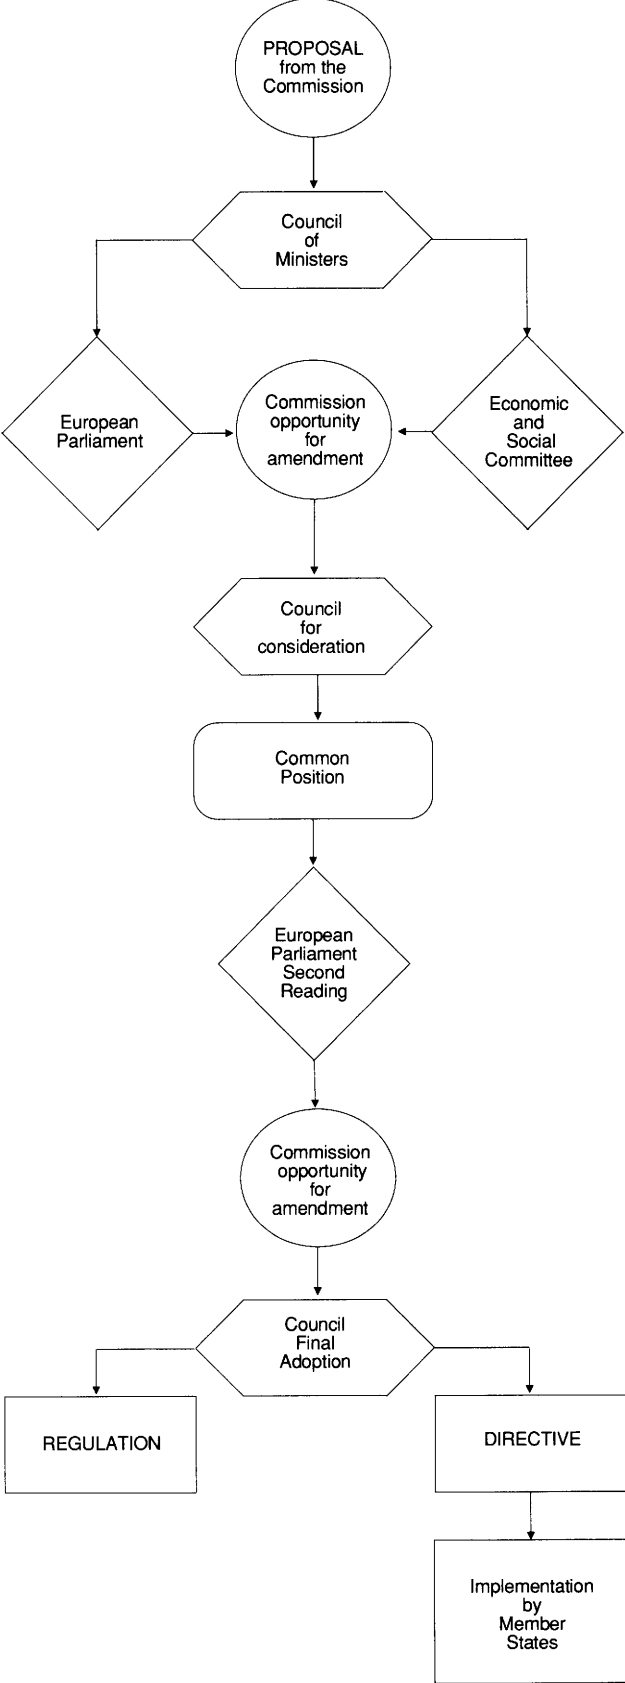 PROPOSAL
from the
Commission
Council
of
Ministers
European
Parliament
Commission
opportunity
for
amendment
Economic
and
Social
Committee
Council
for
consideration
Common
Position
European
Parliament
Second
Reading
Commission
opportunity
for
amendment
Council
Final
Adoption
REGULATION
DIRECTIVE
Implementation
by
Member
States